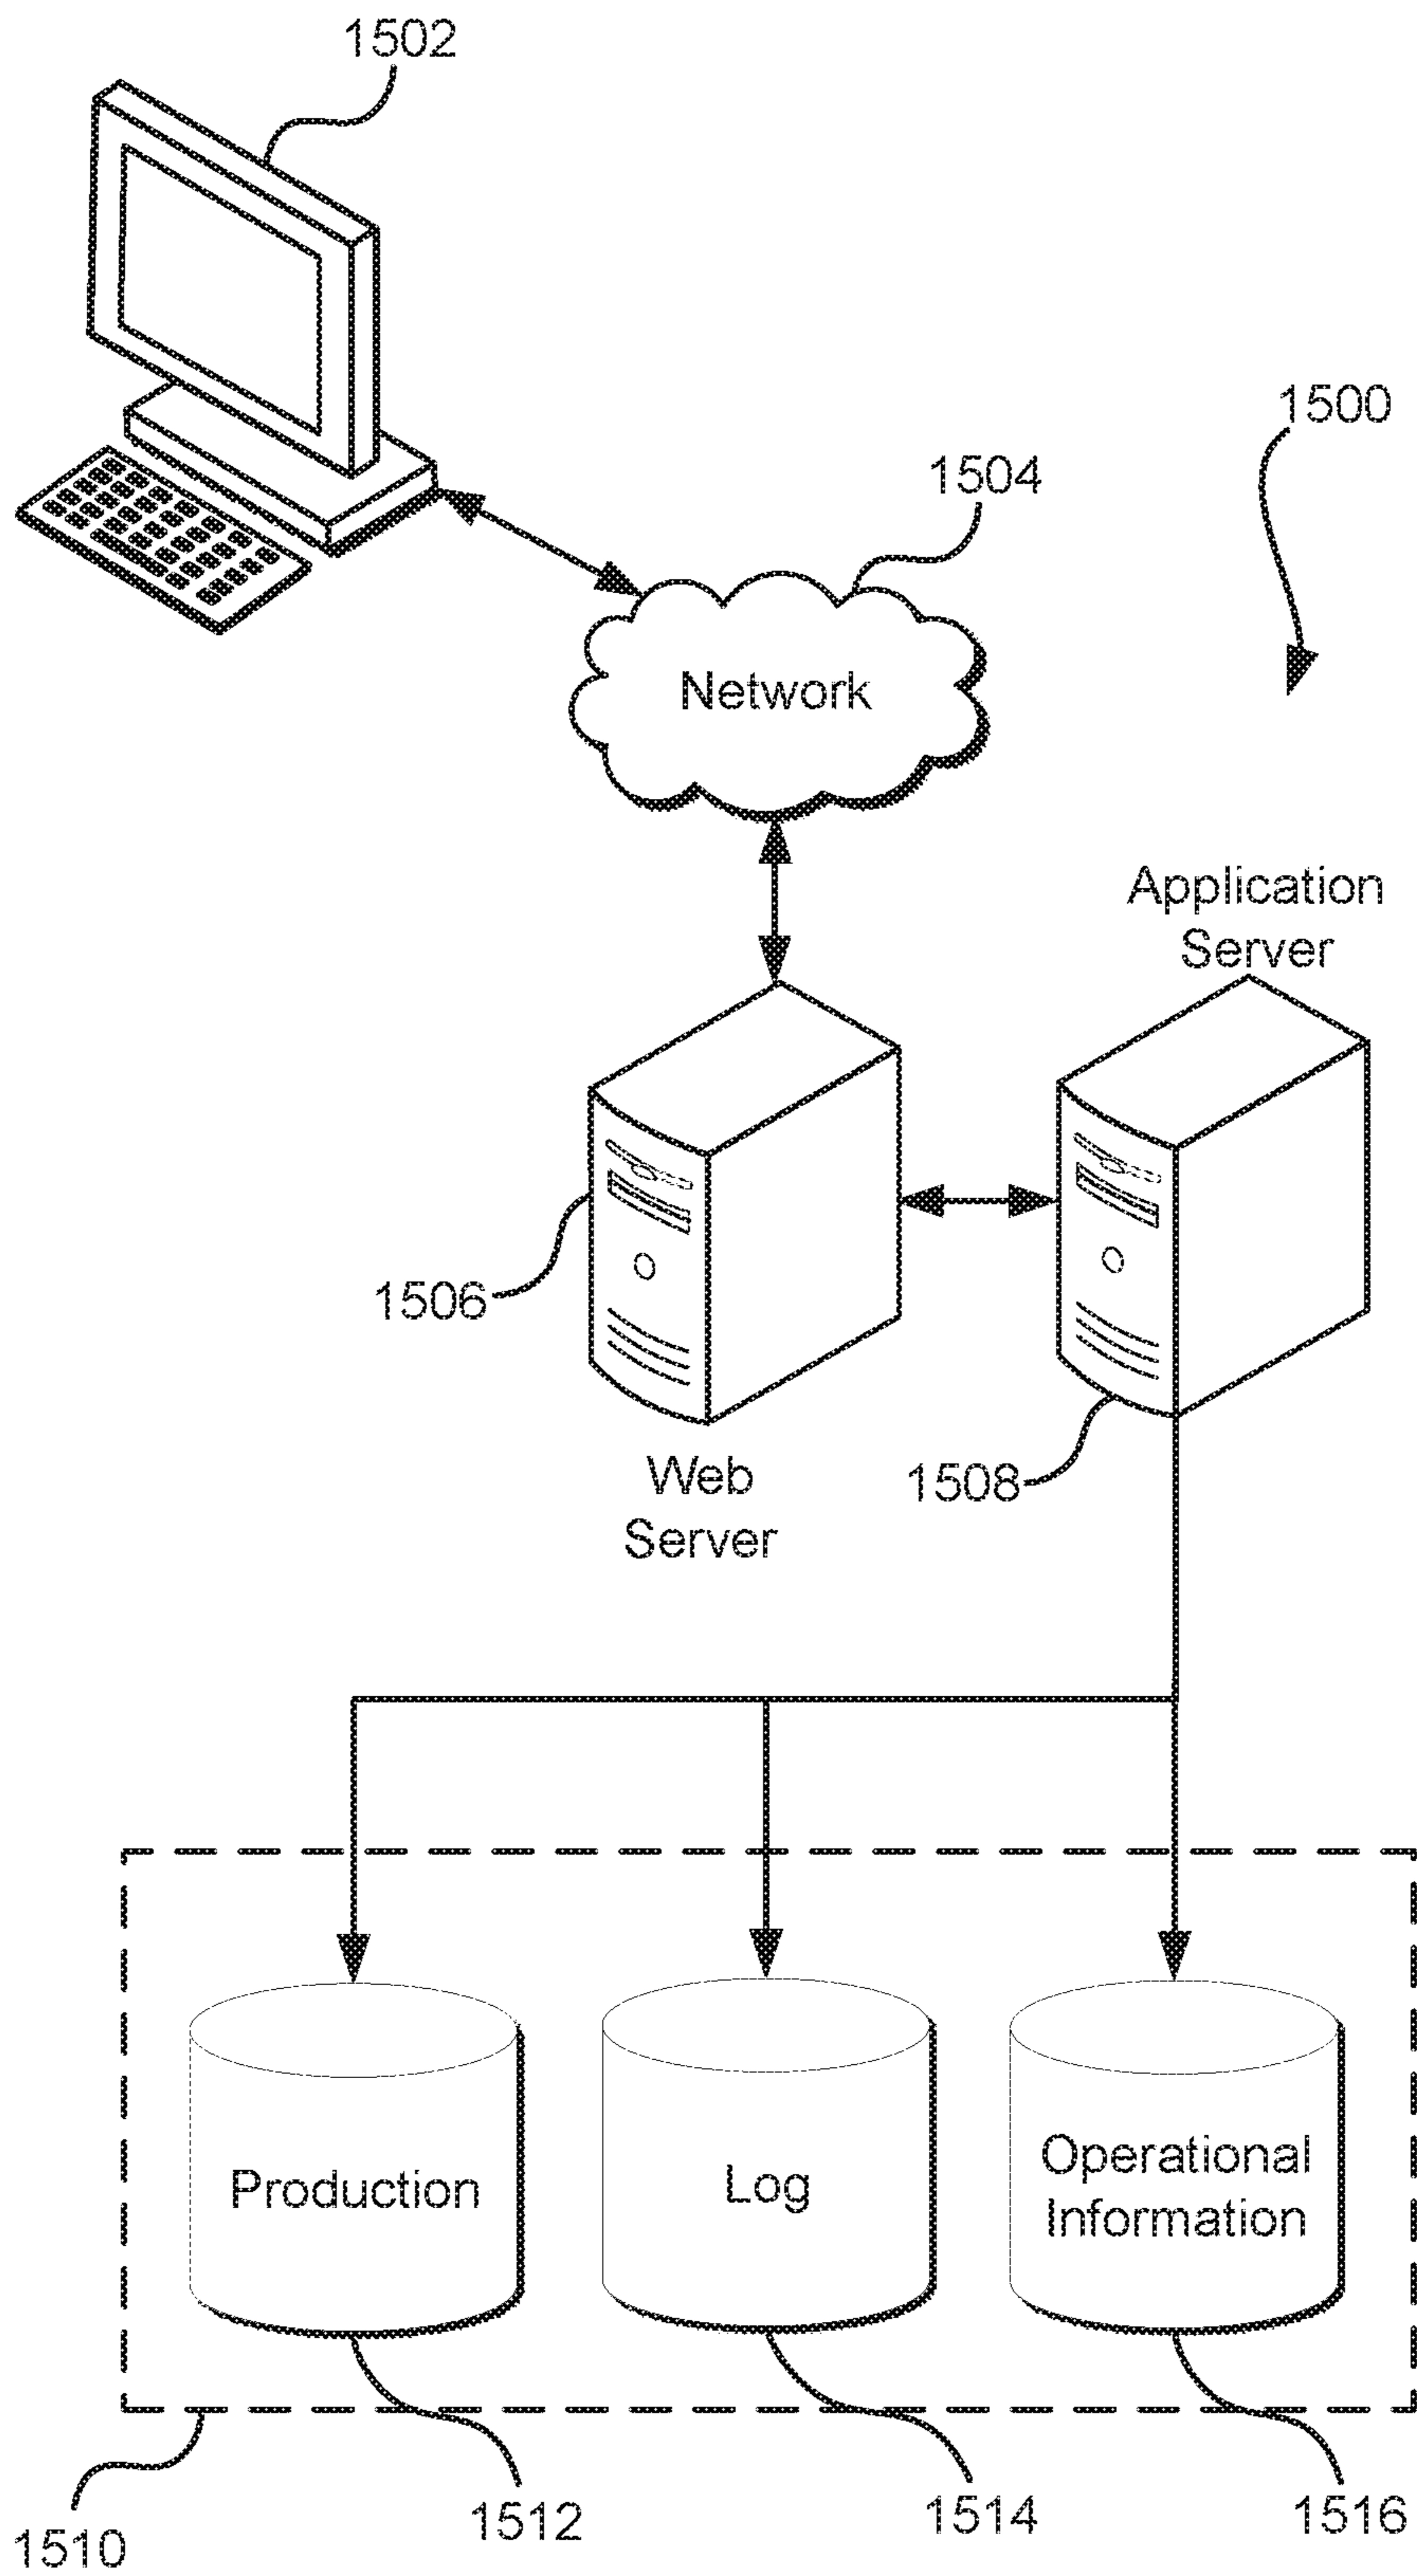 1502
1500
1504
Network
Application
Server
1506
1508
Web
Server
Production
Log
Operational
Information
1510
1512
1514
1516